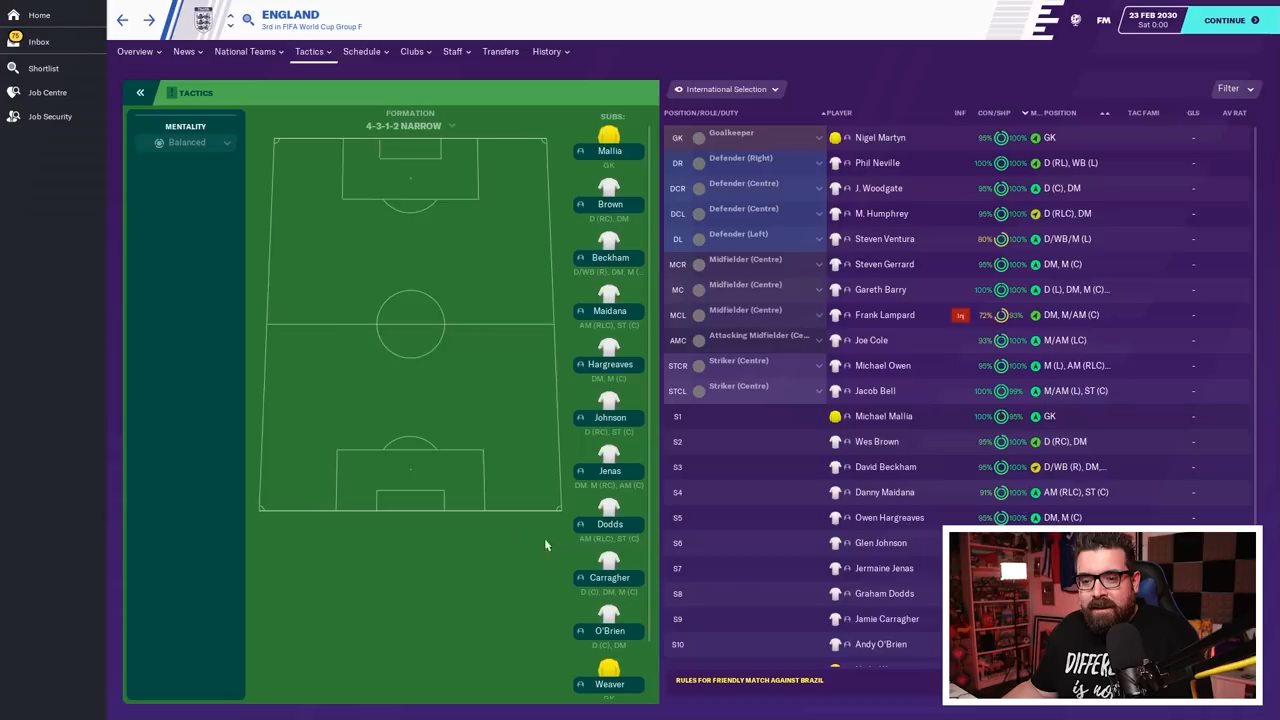 Home
ENGLAND
3rd in FIFA World Cup Group F
FM
23 FEB 2030
Sat 0:00
CONTINUE
75
Inbox
Overview
News
National Teams
Tactics
Schedule
Clubs
Staff
Transfers
History
Shortlist
Job Centre
Job Security
TACTICS
International Selection
Filter
MENTALITY
Balanced
FORMATION
4-3-1-2 NARROW
SUBS:
Mallia
GK
Brown
D (RC), DM
Beckham
D/WB (R), DM, M (...
Maidana
AM (RLC), ST (C)
Hargreaves
DM, M (C)
Johnson
D (RC), ST (C)
Jenas
DM, M (RC), AM (C)
Dodds
AM (RLC), ST (C)
Carragher
D (C), DM, M (C)
O'Brien
D (C), DM
Weaver
POSITION/ROLE/DUTY PLAYER INF CON/SHP M... POSITION TAC FAMI GLS AV RAT
GK Goalkeeper Nigel Martyn 95% 100% GK -
DR Defender (Right) Phil Neville 100% 100% D (RL), WB (L) -
DCR Defender (Centre) J. Woodgate 95% 100% D (C), DM -
DCL Defender (Centre) M. Humphrey 95% 100% D (RLC), DM -
DL Defender (Left) Steven Ventura 80% 100% D/WB/M (L) -
MCR Midfielder (Centre) Steven Gerrard 95% 100% DM, M (C) -
MC Midfielder (Centre) Gareth Barry 100% 100% D (L), DM, M (C)... -
MCL Midfielder (Centre) Frank Lampard Inj 72% 93% DM, M/AM (C) -
AMC Attacking Midfielder (Ce... Joe Cole 93% 100% M/AM (LC) -
STCR Striker (Centre) Michael Owen 95% 100% M (L), AM (RLC)... -
STCL Striker (Centre) Jacob Bell 100% 99% M/AM (L), ST (C) -
S1 Michael Mallia 100% 95% GK -
S2 Wes Brown 95% 100% D (RC), DM -
S3 David Beckham 95% 100% D/WB (R), DM,... -
S4 Danny Maidana 91% 100% AM (RLC), ST (C) -
S5 Owen Hargreaves 95% 100% DM, M (C) -
S6 Glen Johnson
S7 Jermaine Jenas
S8 Graham Dodds
S9 Jamie Carragher
S10 Andy O'Brien
RULES FOR FRIENDLY MATCH AGAINST BRAZIL